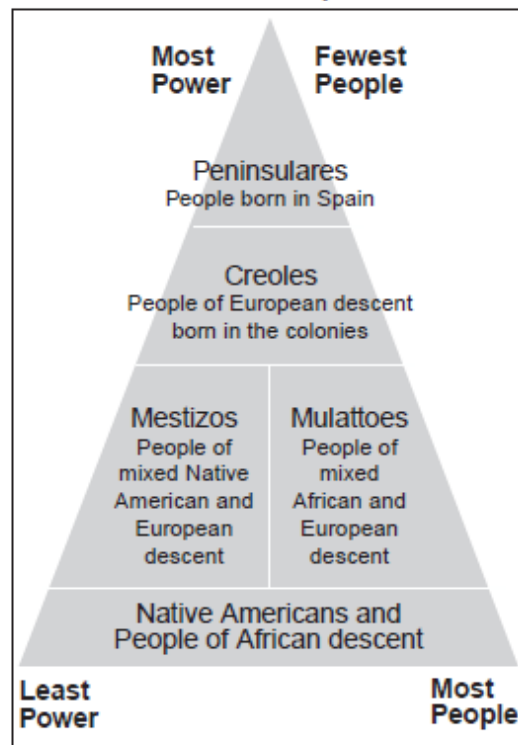 Most
Power
Fewest
People
Peninsulares
People born in Spain
Creoles
People of European descent
born in the colonies
Mestizos
People of
mixed Native
American and
European
descent
Mulattoes
People of
mixed
African and
European
descent
Native Americans and
People of African descent
Least
Power
Most
People